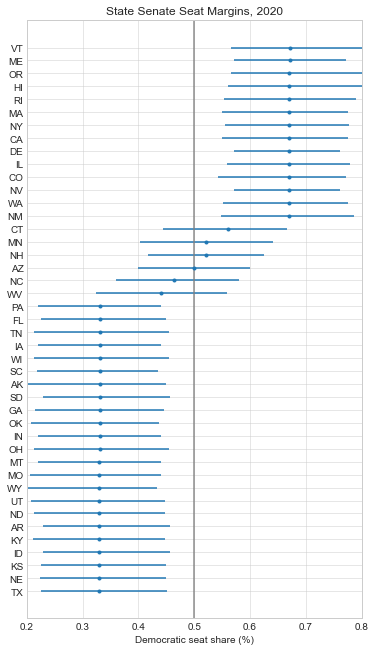 State Senate Seat Margins, 2020
VT
ME
OR
HI
RI
MA
NY
CA
DE
IL
CO
NV
WA
NM
CT
MN
NH
AZ
NC
WV
PA
FL
TN
IA
WI
SC
AK
SD
GA
OK
IN
OH
MT
MO
WY
UT
ND
AR
KY
ID
KS
NE
TX
0.2 0.3 0.4 0.5 0.6 0.7 0.8
Democratic seat share (%)